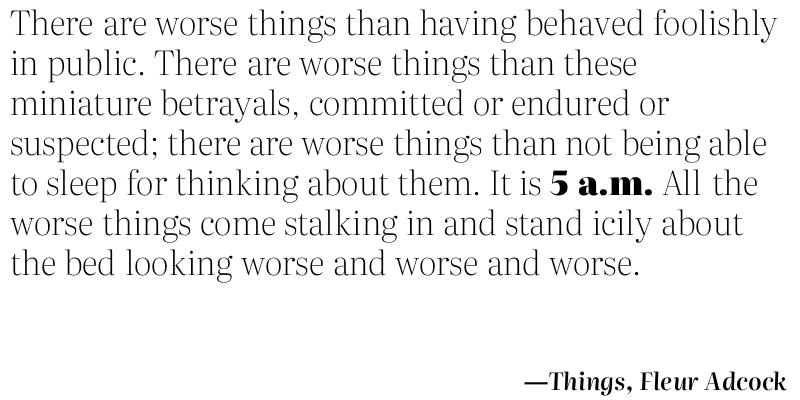 There are worse things than having behaved foolishly
in public. There are worse things than these
miniature betrayals, committed or endured or
suspected; there are worse things than not being able
to sleep for thinking about them. It is 5 a.m. All the
worse things come stalking in and stand icily about
the bed looking worse and worse and worse.
—Things, Fleur Adcock